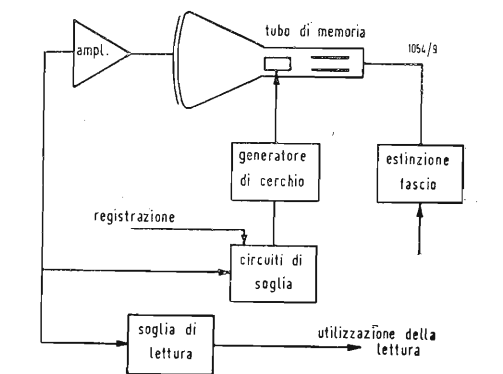 tubo di memoria
ampl.
1054/9
generatore
di cerchio
estinzione
fascio
registrazione
circuiti di
soglia
soglia di
lettura
utilizzazione della
lettura